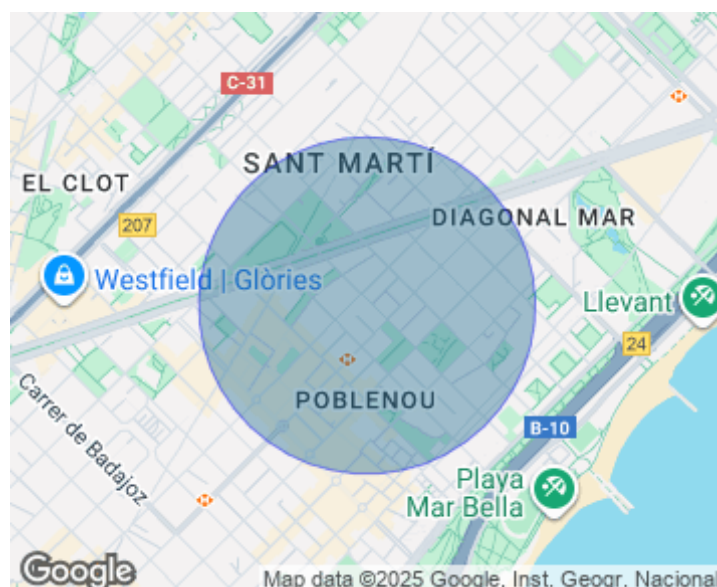 C-31
SANT MARTÍ
EL CLOT
207
DIAGONAL MAR
Westfield | Glòries
Llevant
24
Carrer de Badajoz
POBLENOU
B-10
Playa
Mar Bella
Google
Map data ©2025 Google, Inst. Geogr. Nacional